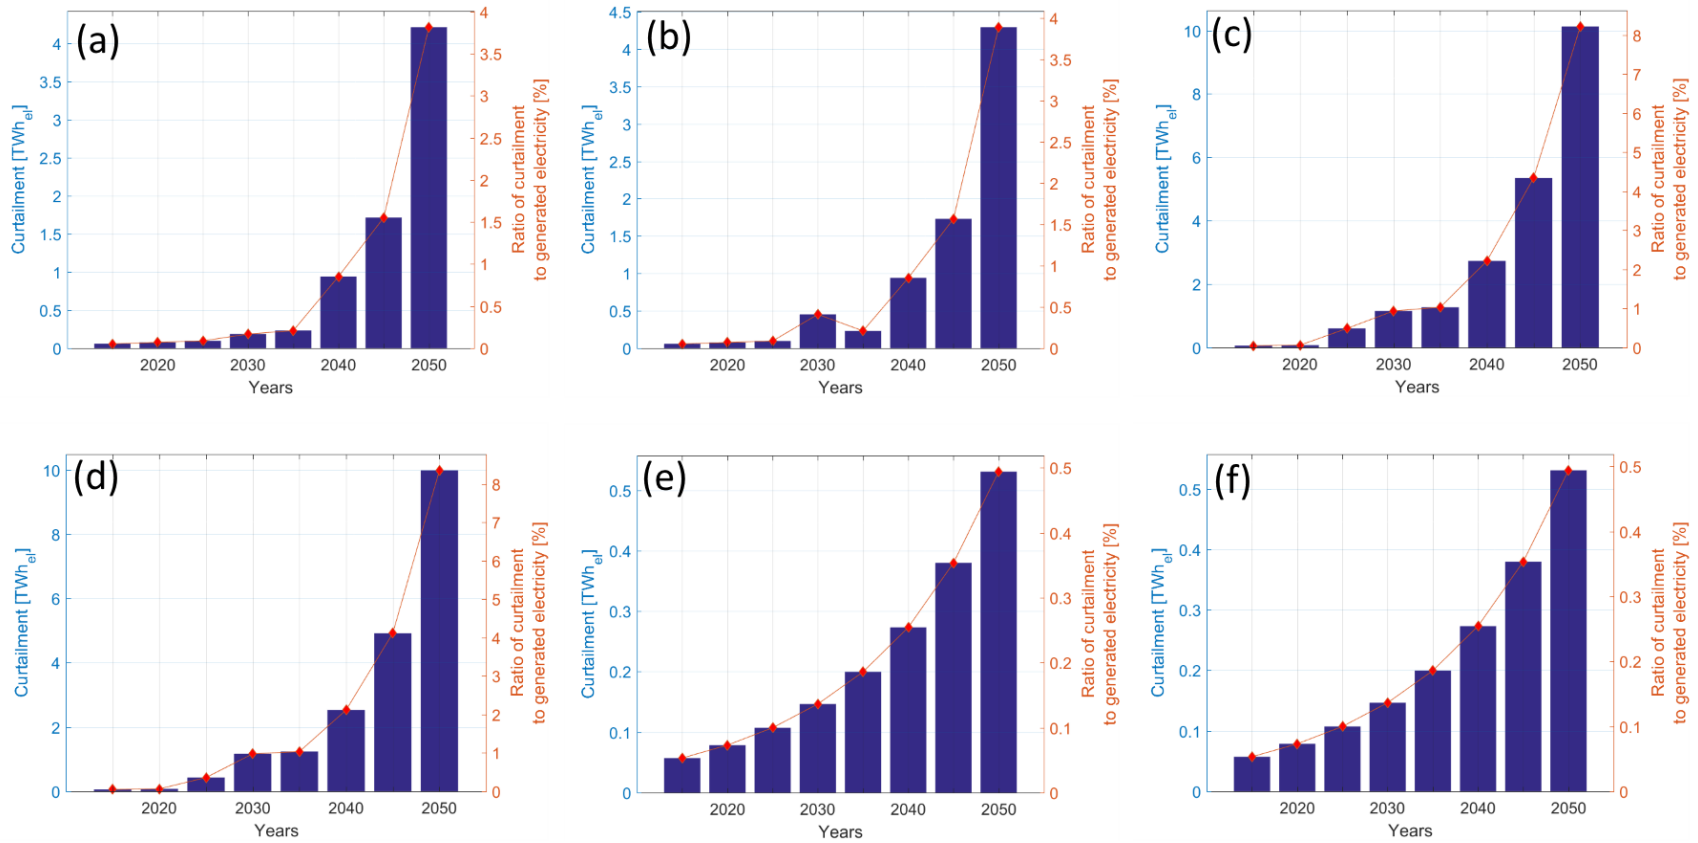 (a)
4
3.5
3
2.5
2
1.5
1
0.5
0
Curtailment [TWh_el]
2020 2030 2040 2050
Years
4
3.5
3
2.5
2
1.5
1
0.5
0
Ratio of curtailment
to generated electricity [%]
(b)
4.5
4
3.5
3
2.5
2
1.5
1
0.5
0
Curtailment [TWh_el]
2020 2030 2040 2050
Years
4
3.5
3
2.5
2
1.5
1
0.5
0
Ratio of curtailment
to generated electricity [%]
(c)
10
8
6
4
2
0
Curtailment [TWh_el]
2020 2030 2040 2050
Years
8
7
6
5
4
3
2
1
0
Ratio of curtailment
to generated electricity [%]
(d)
10
8
6
4
2
0
Curtailment [TWh_el]
2020 2030 2040 2050
Years
8
7
6
5
4
3
2
1
0
Ratio of curtailment
to generated electricity [%]
(e)
0.5
0.4
0.3
0.2
0.1
0
Curtailment [TWh_el]
2020 2030 2040 2050
Years
0.5
0.4
0.3
0.2
0.1
0
Ratio of curtailment
to generated electricity [%]
(f)
0.5
0.4
0.3
0.2
0.1
0
Curtailment [TWh_el]
2020 2030 2040 2050
Years
0.5
0.4
0.3
0.2
0.1
0
Ratio of curtailment
to generated electricity [%]